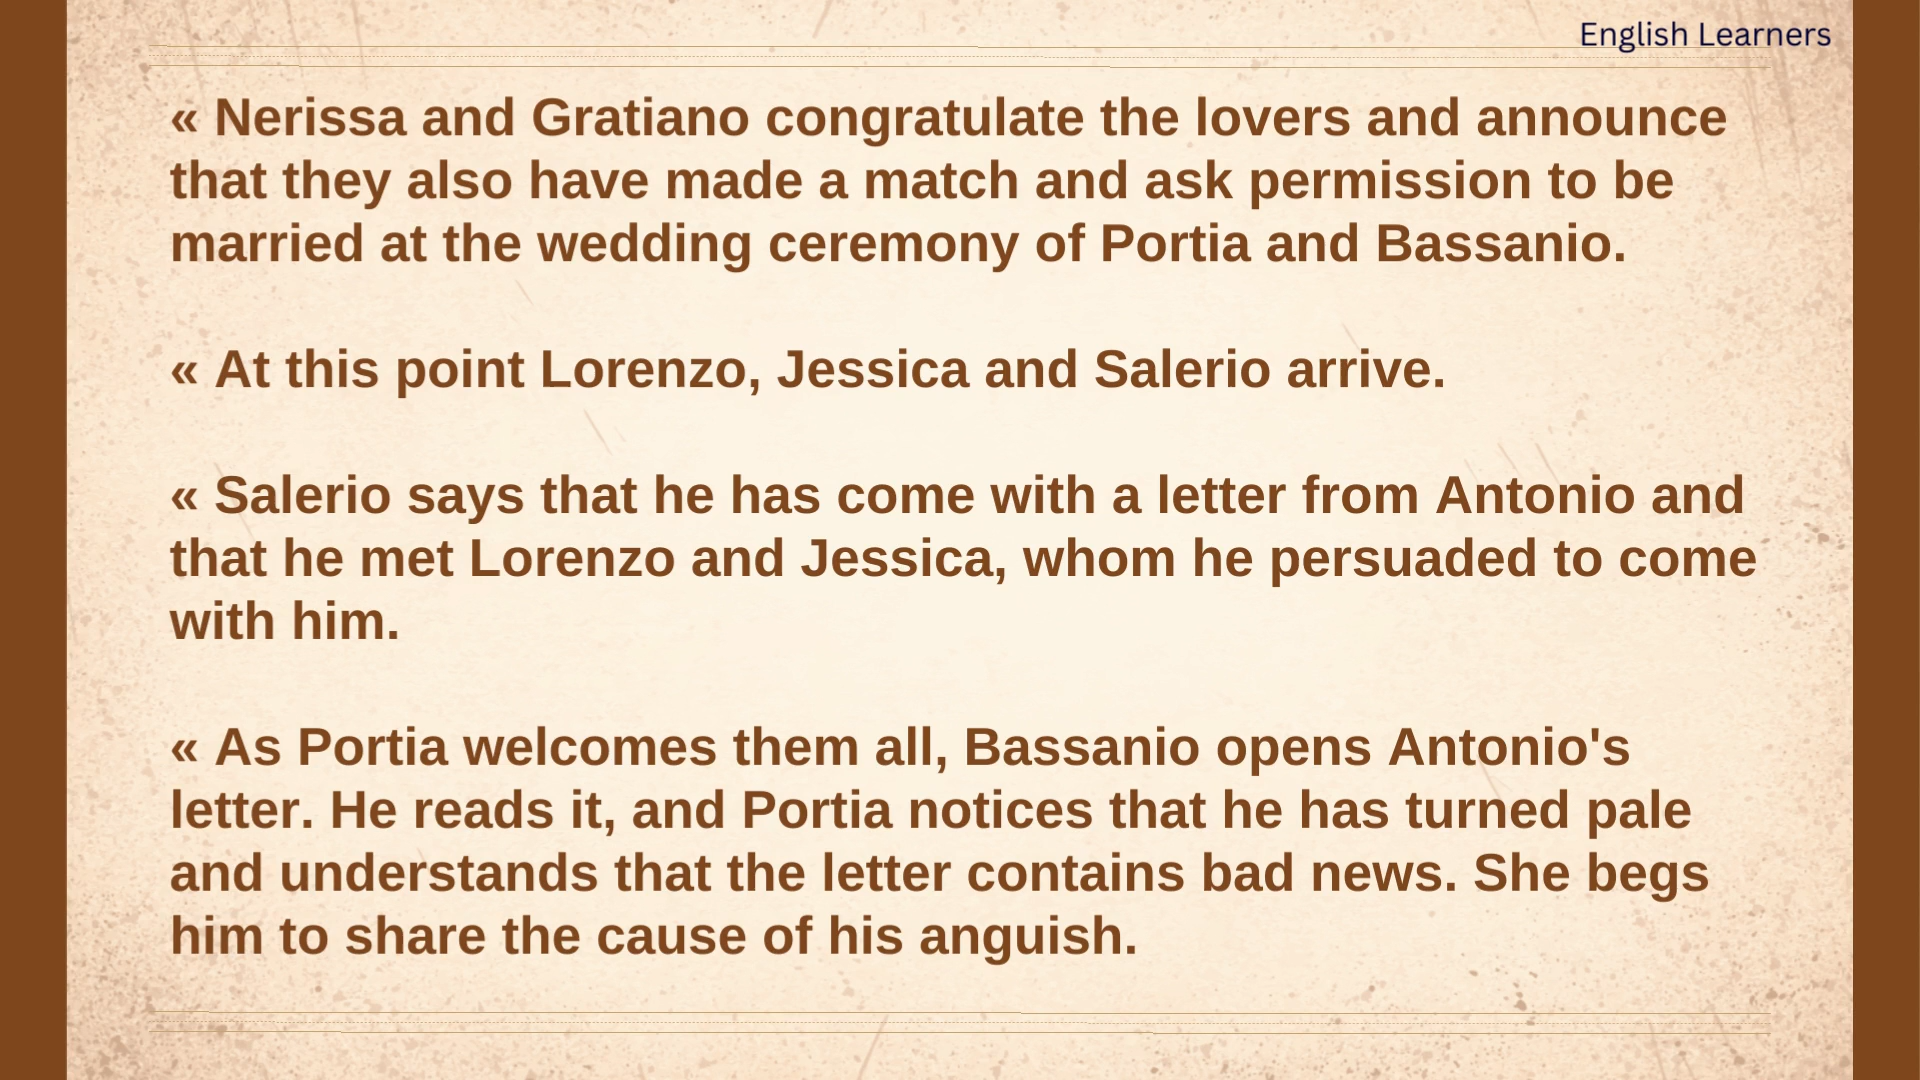 English Learners
« Nerissa and Gratiano congratulate the lovers and announce
that they also have made a match and ask permission to be
married at the wedding ceremony of Portia and Bassanio.
« At this point Lorenzo, Jessica and Salerio arrive.
« Salerio says that he has come with a letter from Antonio and
that he met Lorenzo and Jessica, whom he persuaded to come
with him.
« As Portia welcomes them all, Bassanio opens Antonio's
letter. He reads it, and Portia notices that he has turned pale
and understands that the letter contains bad news. She begs
him to share the cause of his anguish.